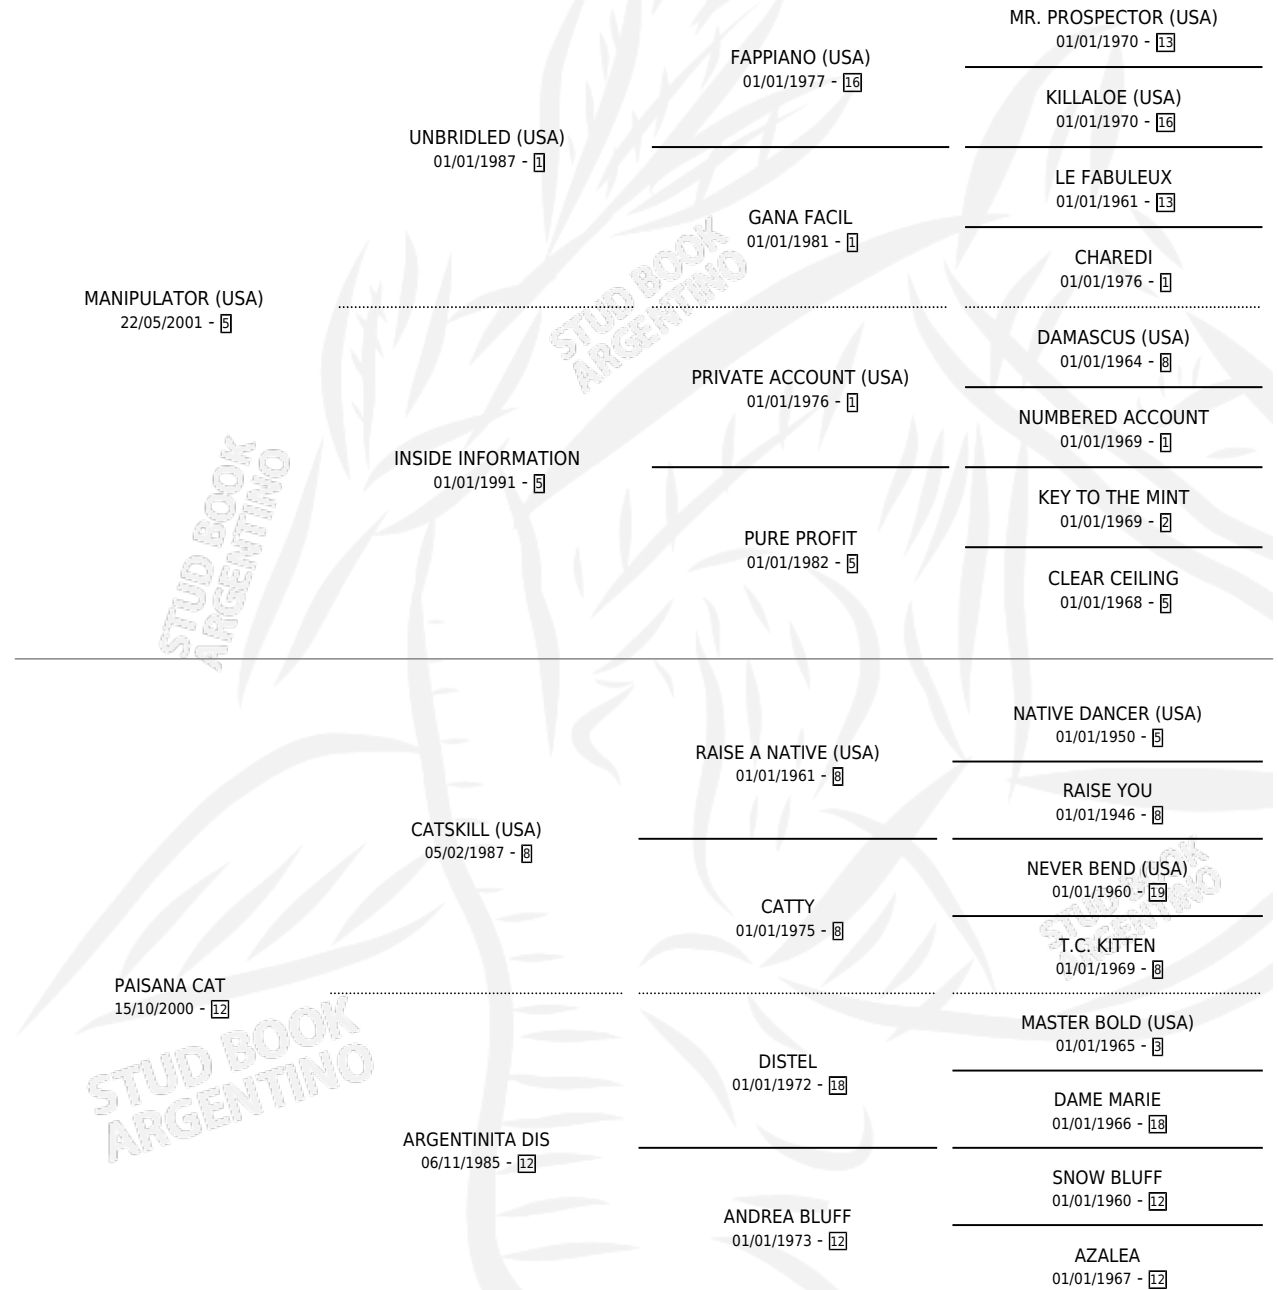 MR. PROSPECTOR (USA)
01/01/1970 - 13
FAPPIANO (USA)
01/01/1977 - 16
KILLALOE (USA)
01/01/1970 - 16
UNBRIDLED (USA)
01/01/1987 - 1
LE FABULEUX
01/01/1961 - 13
GANA FACIL
01/01/1981 - 1
CHAREDI
01/01/1976 - 1
MANIPULATOR (USA)
22/05/2001 - 5
DAMASCUS (USA)
01/01/1964 - 8
PRIVATE ACCOUNT (USA)
01/01/1976 - 1
NUMBERED ACCOUNT
01/01/1969 - 1
INSIDE INFORMATION
01/01/1991 - 5
KEY TO THE MINT
01/01/1969 - 2
PURE PROFIT
01/01/1982 - 5
CLEAR CEILING
01/01/1968 - 5
NATIVE DANCER (USA)
01/01/1950 - 5
RAISE A NATIVE (USA)
01/01/1961 - 8
RAISE YOU
01/01/1946 - 8
CATSKILL (USA)
05/02/1987 - 8
NEVER BEND (USA)
01/01/1960 - 19
CATTY
01/01/1975 - 8
T.C. KITTEN
01/01/1969 - 8
PAISANA CAT
15/10/2000 - 12
MASTER BOLD (USA)
01/01/1965 - 3
DISTEL
01/01/1972 - 18
DAME MARIE
01/01/1966 - 18
ARGENTINITA DIS
06/11/1985 - 12
SNOW BLUFF
01/01/1960 - 12
ANDREA BLUFF
01/01/1973 - 12
AZALEA
01/01/1967 - 12
STUD BOOK
ARGENTINO
STUD BOOK
ARGENTINO
STUD BOOK
ARGENTINO
STUD BOOK
ARGENTINO